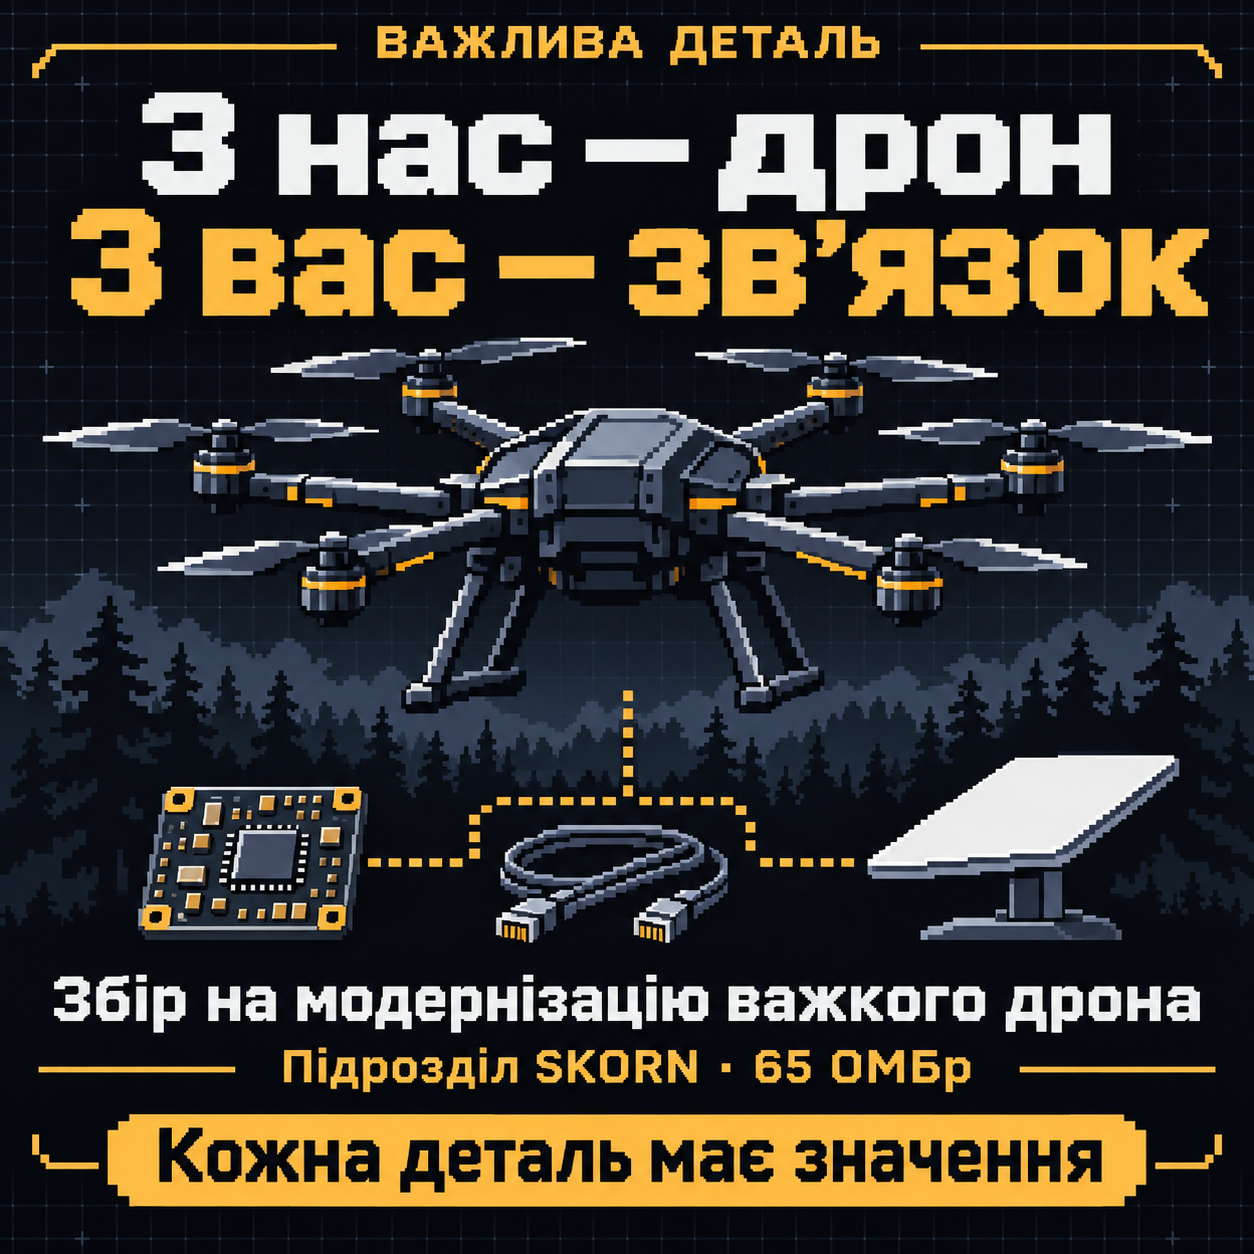 ВАЖЛИВА ДЕТАЛЬ
З нас — дрон
З вас — зв’язок
Збір на модернізацію важкого дрона
Підрозділ SKORN · 65 ОМБр
Кожна деталь має значення